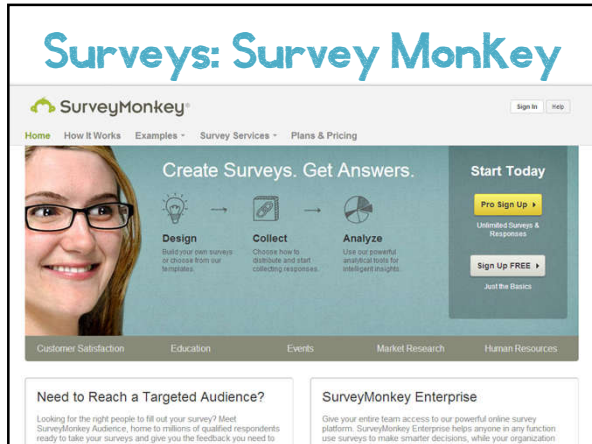 Surveys: Survey Monkey
SurveyMonkey®
Sign In
Help
Home How It Works Examples Survey Services Plans & Pricing
Create Surveys. Get Answers.
Start Today
Design
Build your own surveys
or choose from our
templates.
Collect
Choose how to
distribute and start
collecting responses.
Analyze
Use our powerful
analytical tools for
intelligent insights.
Pro Sign Up
Unlimited Surveys &
Responses
Sign Up FREE
Just the Basics
Customer Satisfaction Education Events Market Research Human Resources
Need to Reach a Targeted Audience?
Looking for the right people to fill out your survey? Meet
SurveyMonkey Audience, home to millions of qualified respondents
ready to take your surveys and give you the feedback you need to
SurveyMonkey Enterprise
Give your entire team access to our powerful online survey
platform. SurveyMonkey Enterprise helps anyone in any function
use surveys to make smarter decisions, while your organization